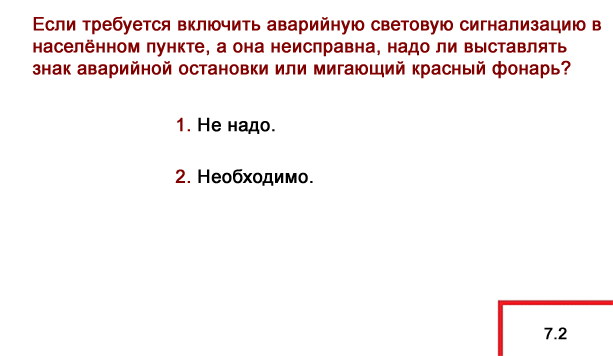 Если требуется включить аварийную световую сигнализацию в
населённом пункте, а она неисправна, надо ли выставлять
знак аварийной остановки или мигающий красный фонарь?
1. Не надо.
2. Необходимо.
7.2